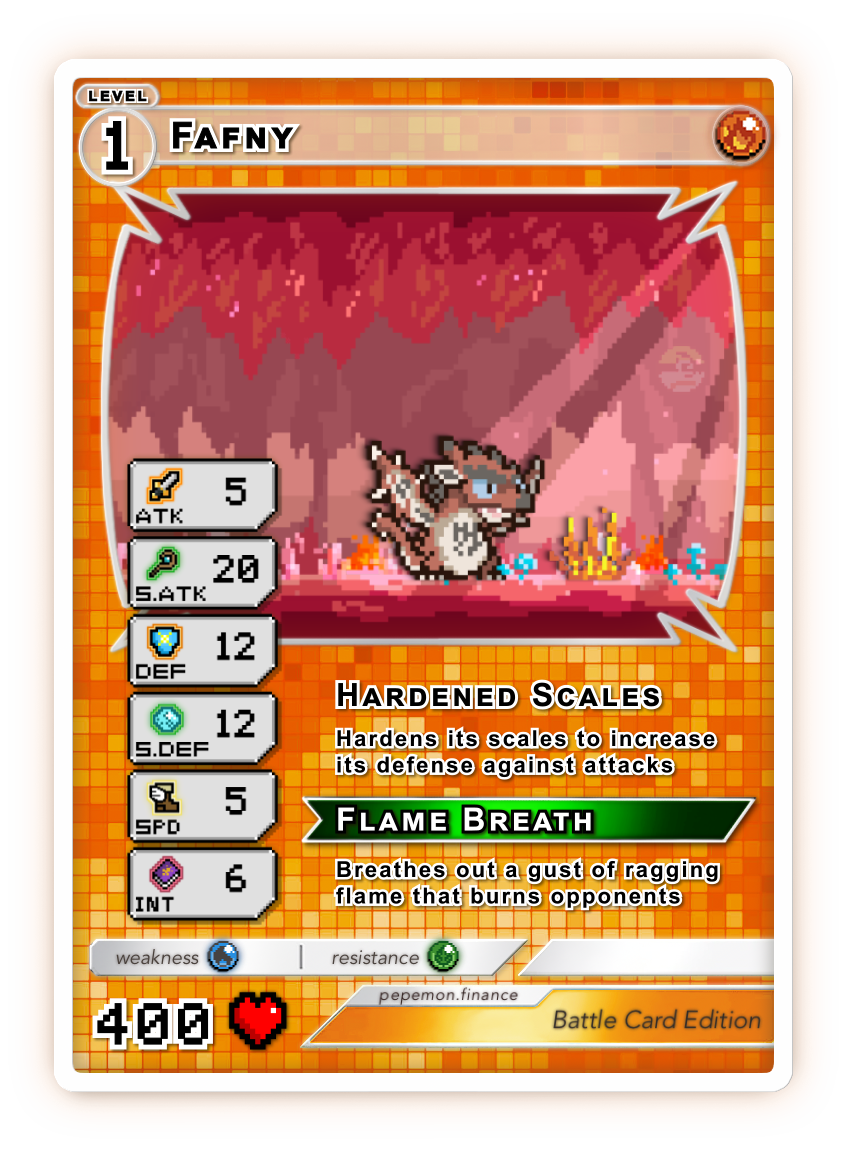 LEVEL
1 FAFNY
5
ATK
20
S.ATK
12
DEF
12
S.DEF
5
SPD
6
INT
HARDENED SCALES
Hardens its scales to increase
its defense against attacks
FLAME BREATH
Breathes out a gust of ragging
flame that burns opponents
weakness | resistance
400
pepemon.finance
Battle Card Edition